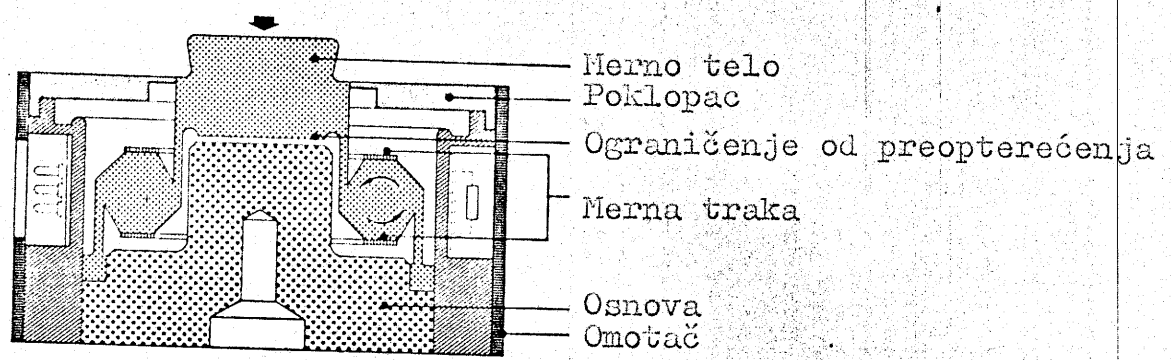 Merno telo
Poklopac
Ograničenje od preopterećenja
Merna traka
Osnova
Omotač